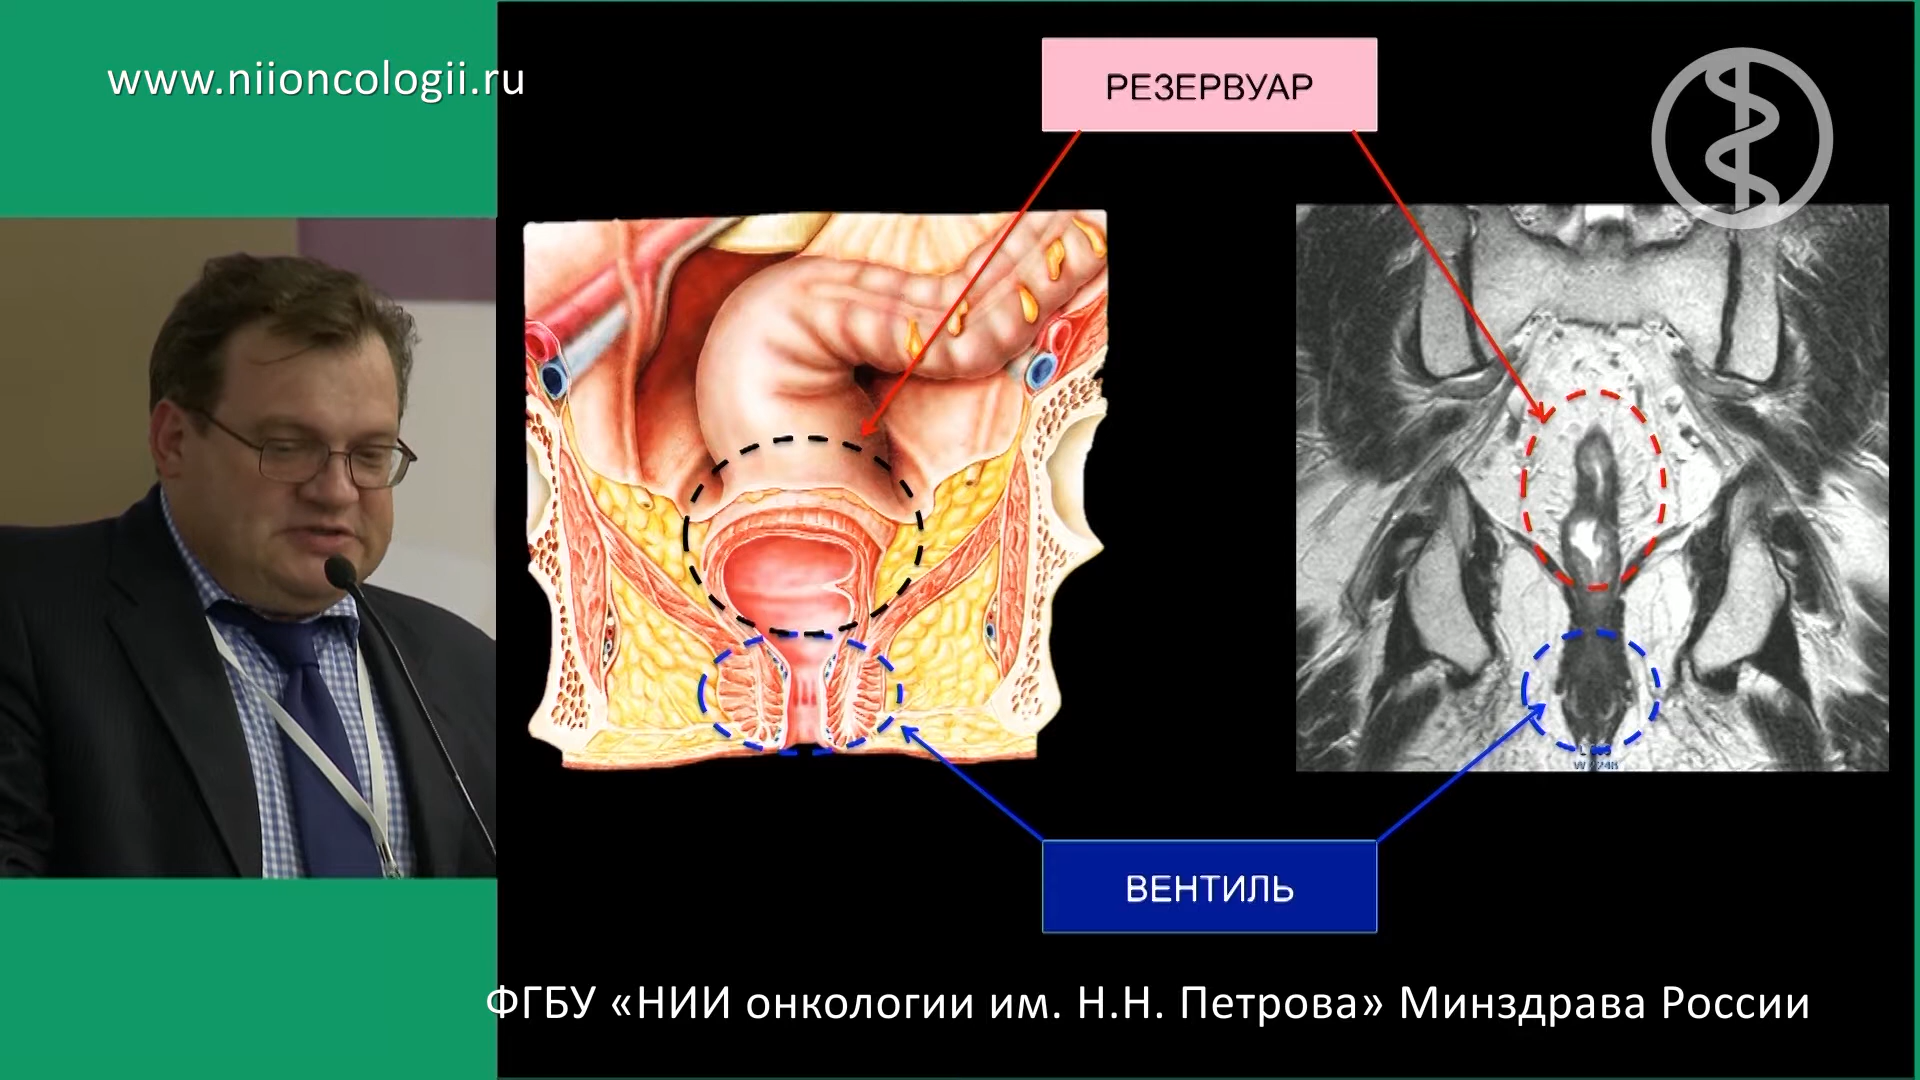 www.niioncologii.ru
РЕЗЕРВУАР
ВЕНТИЛЬ
ФГБУ «НИИ онкологии им. Н.Н. Петрова» Минздрава России